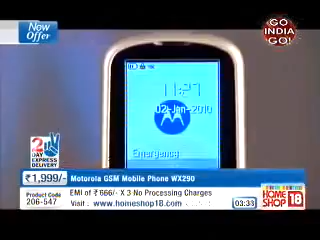 Now
Offer
GO
INDIA
GO!
11:27
02-Jan-2010
Emergency
2
DAY
EXPRESS
DELIVERY
₹1,999/-
Motorola GSM Mobile Phone WX290
Product Code
206-547
EMI of ₹666/- X 3 No Processing Charges
Visit : www.homeshop18.com
03:33
HOME
SHOP
18